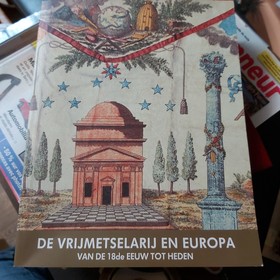 DE VRIJMETSELARIJ EN EUROPA
VAN DE 18de EEUW TOT HEDEN